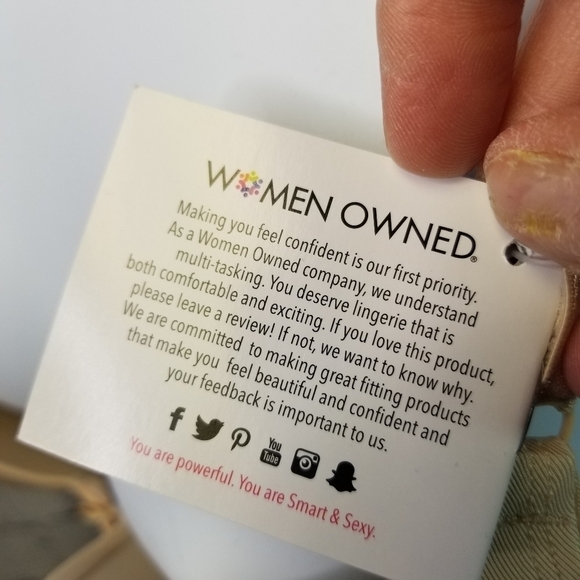 WOMEN OWNED®
Making you feel confident is our first priority.
As a Women Owned company, we understand
multi-tasking. You deserve lingerie that is
both comfortable and exciting. If you love this product,
please leave a review! If not, we want to know why.
We are committed to making great fitting products
that make you feel beautiful and confident and
your feedback is important to us.
You Tube
You are powerful. You are Smart & Sexy.